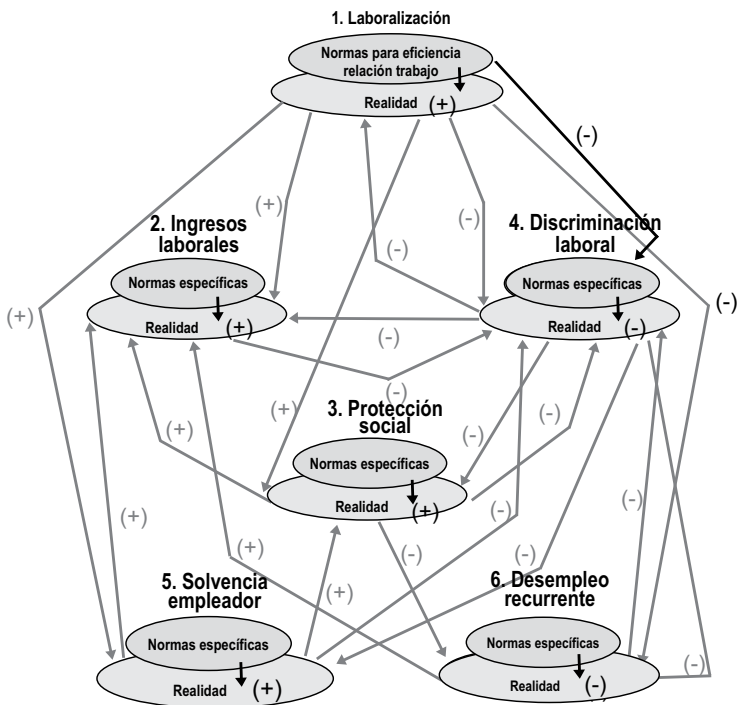 1. Laboralización
Normas para eficiencia
relación trabajo
Realidad (+)
(-)
(+)
(-)
2. Ingresos
laborales
4. Discriminación
laboral
(-)
Normas específicas
Normas específicas
(+)
(-)
Realidad (+)
Realidad (-)
(-)
(-)
(+)
3. Protección
social
(+)
(-)
(-)
Normas específicas
(-)
Realidad (+)
(+)
(-)
(+)
(-)
(-)
5. Solvencia
empleador
6. Desempleo
recurrente
(+)
Normas específicas
Normas específicas
(-)
Realidad (+)
Realidad (-)